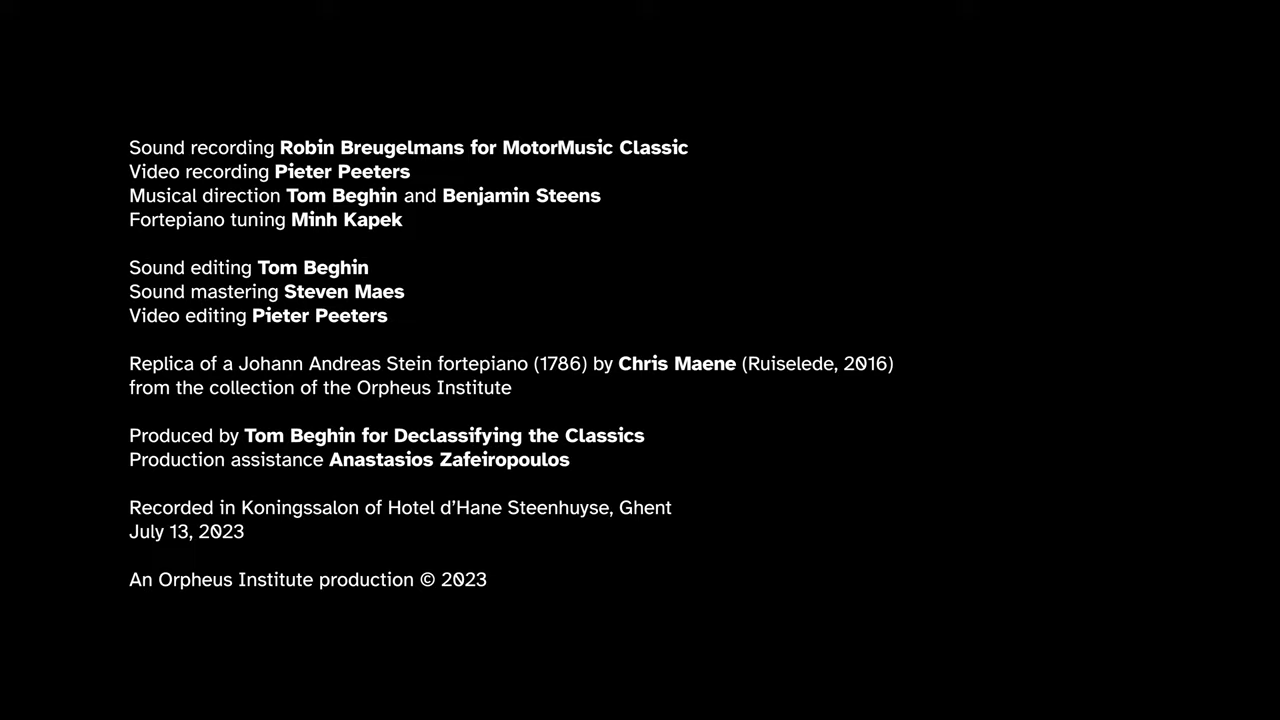 Sound recording Robin Breugelmans for MotorMusic Classic
Video recording Pieter Peeters
Musical direction Tom Beghin and Benjamin Steens
Fortepiano tuning Minh Kapek
Sound editing Tom Beghin
Sound mastering Steven Maes
Video editing Pieter Peeters
Replica of a Johann Andreas Stein fortepiano (1786) by Chris Maene (Ruiselede, 2016)
from the collection of the Orpheus Institute
Produced by Tom Beghin for Declassifying the Classics
Production assistance Anastasios Zafeiropoulos
Recorded in Koningssalon of Hotel d’Hane Steenhuyse, Ghent
July 13, 2023
An Orpheus Institute production © 2023